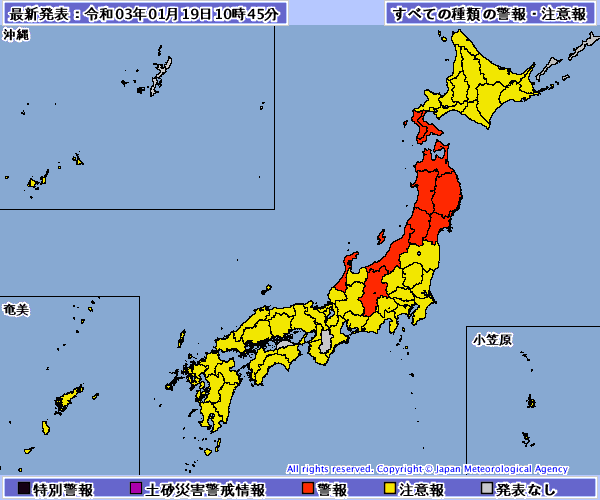 最新発表：令和03年01月19日10時45分
すべての種類の警報・注意報
沖縄
奄美
小笠原
All rights reserved. Copyright © Japan Meteorological Agency
特別警報 土砂災害警戒情報 警報 注意報 発表なし